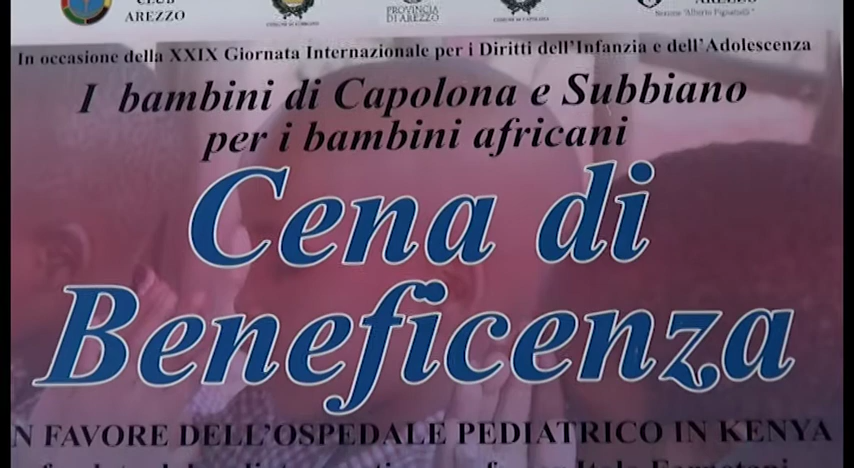 CLUB
AREZZO
PROVINCIA
DI AREZZO
AREZZO
In occasione della XXIX Giornata Internazionale per i Diritti dell'Infanzia e dell'Adolescenza
I bambini di Capolona e Subbiano
per i bambini africani
Cena di
Beneficenza
N FAVORE DELL'OSPEDALE PEDIATRICO IN KENYA